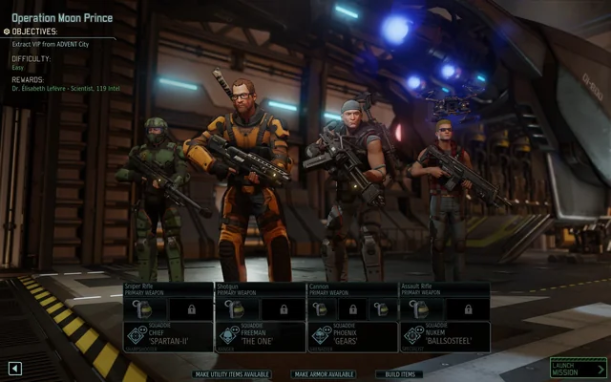 Operation Moon Prince
OBJECTIVES:
Extract VIP from ADVENT City
DIFFICULTY:
Easy
REWARDS:
Dr. Elisabeth Lefèvre - Scientist, 119 Intel
Sniper Rifle
PRIMARY WEAPON
Shotgun
PRIMARY WEAPON
Cannon
PRIMARY WEAPON
Assault Rifle
PRIMARY WEAPON
SQUADDIE
CHIEF
'SPARTAN-II'
SQUADDIE
FREEMAN
'THE ONE'
SQUADDIE
PHOENIX
'GEARS'
SQUADDIE
NUKEM
'BALLSOSTEEL'
MAKE UTILITY ITEMS AVAILABLE
MAKE ARMOR AVAILABLE
BUILD ITEMS
LAUNCH
MISSION